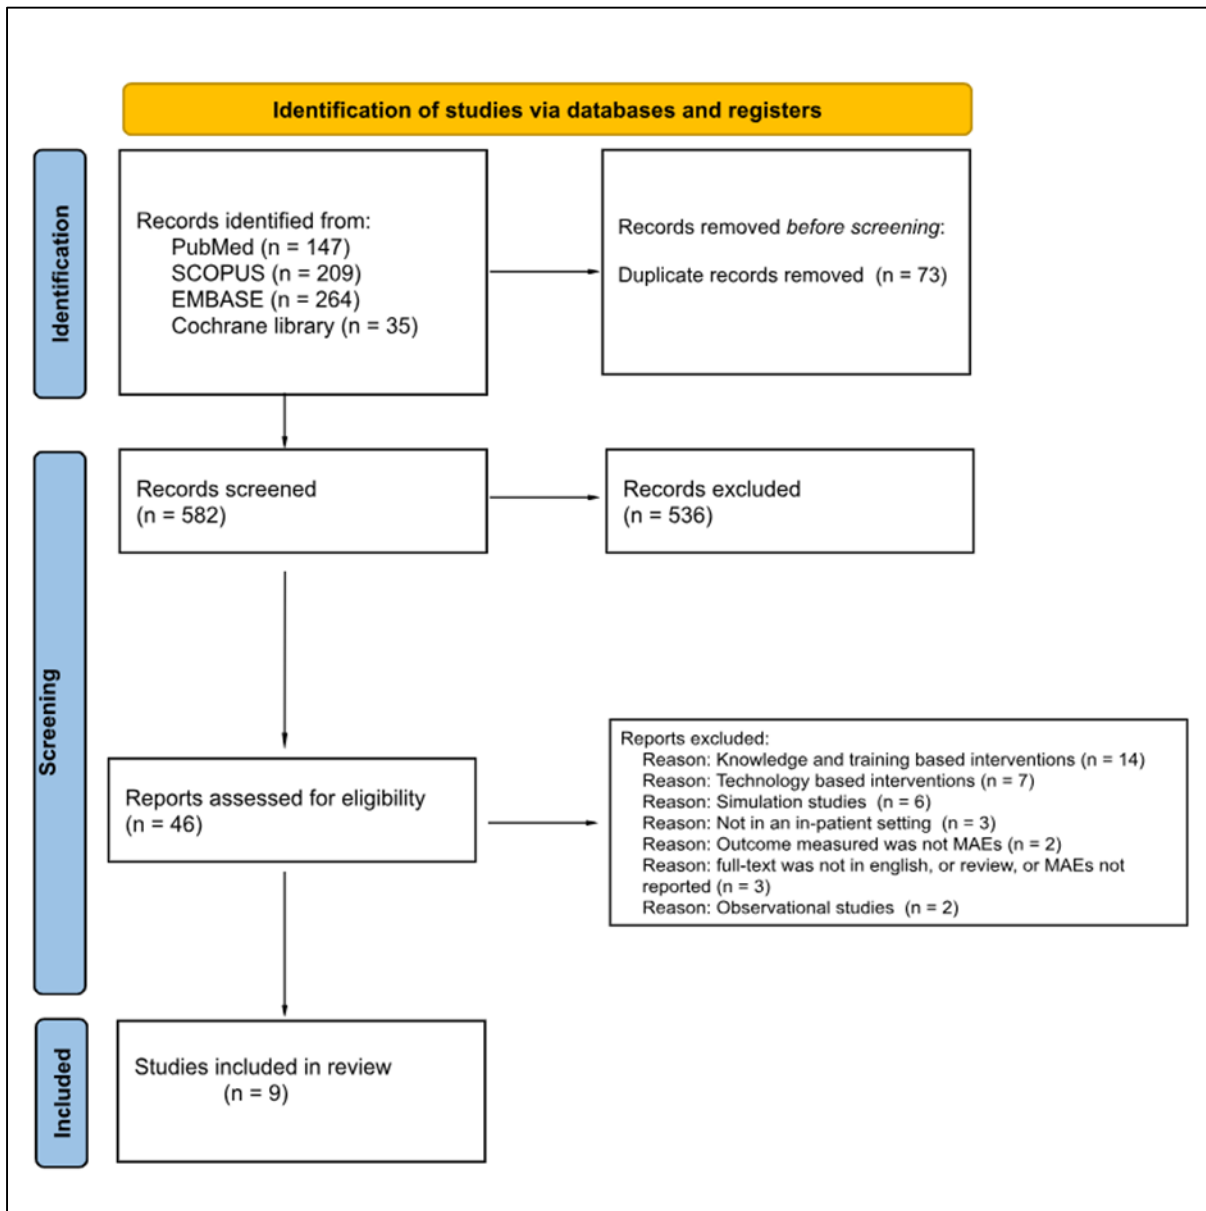 Identification of studies via databases and registers
Identification
Records identified from:
PubMed (n = 147)
SCOPUS (n = 209)
EMBASE (n = 264)
Cochrane library (n = 35)
Records removed before screening:
Duplicate records removed (n = 73)
Screening
Records screened
(n = 582)
Records excluded
(n = 536)
Reports assessed for eligibility
(n = 46)
Reports excluded:
Reason: Knowledge and training based interventions (n = 14)
Reason: Technology based interventions (n = 7)
Reason: Simulation studies (n = 6)
Reason: Not in an in-patient setting (n = 3)
Reason: Outcome measured was not MAEs (n = 2)
Reason: full-text was not in english, or review, or MAEs not
reported (n = 3)
Reason: Observational studies (n = 2)
Included
Studies included in review
(n = 9)